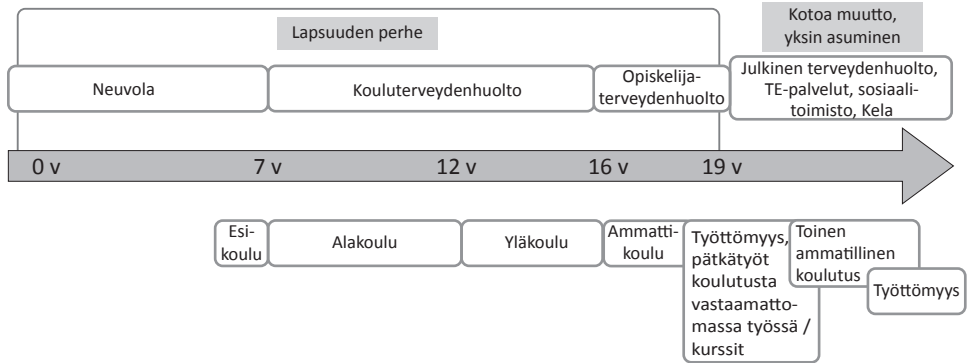 Lapsuuden perhe
Kotoa muutto,
yksin asuminen
Neuvola
Kouluterveydenhuolto
Opiskelija-
terveydenhuolto
Julkinen terveydenhuolto,
TE-palvelut, sosiaali-
toimisto, Kela
0 v
7 v
12 v
16 v
19 v
Esi-
koulu
Alakoulu
Yläkoulu
Ammatti-
koulu
Työttömyys,
pätkätyöt
koulutusta
vastaamatto-
massa työssä /
kurssit
Toinen
ammatillinen
koulutus
Työttömyys